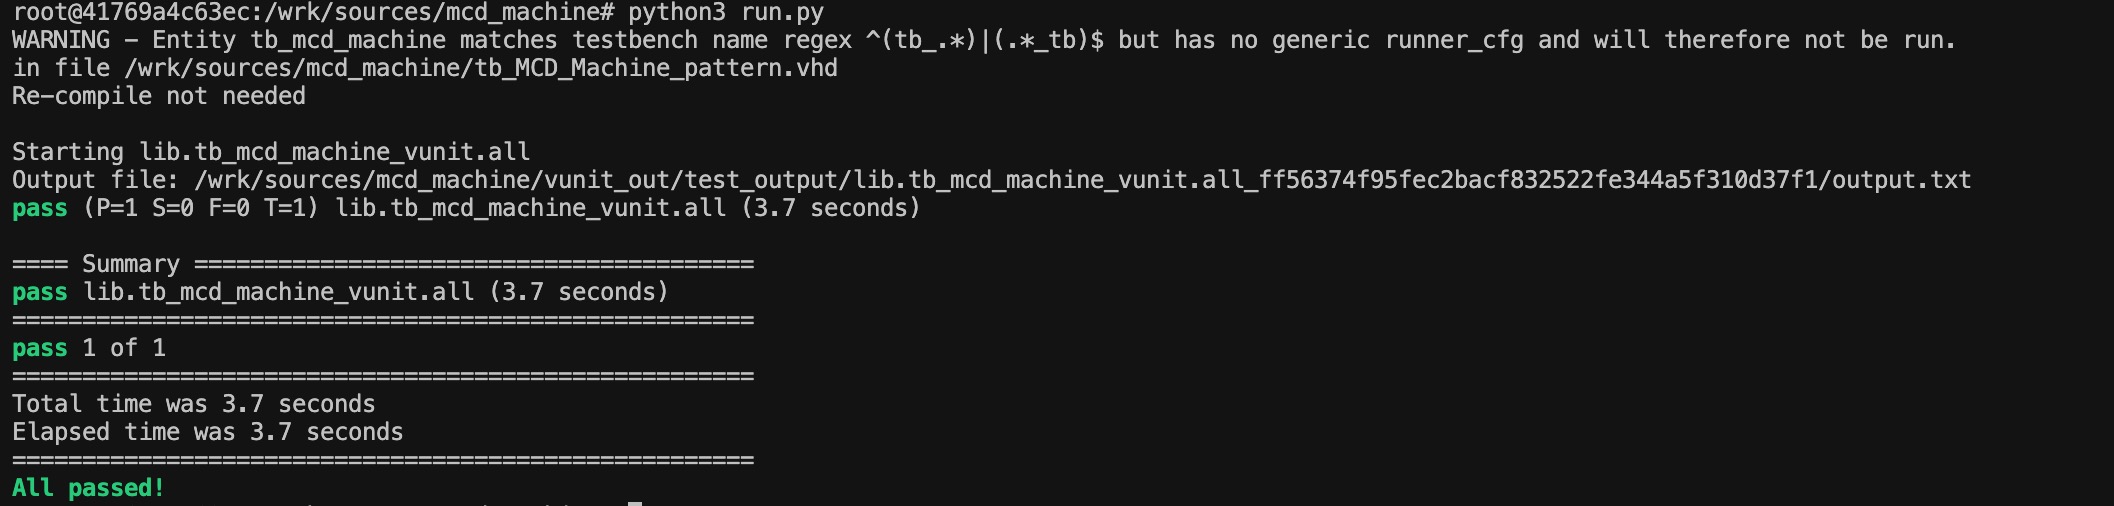 root@41769a4c63ec:/wrk/sources/mcd_machine# python3 run.py
WARNING - Entity tb_mcd_machine matches testbench name regex ^(tb_.*)|(.*_tb)$ but has no generic runner_cfg and will therefore not be run.
in file /wrk/sources/mcd_machine/tb_MCD_Machine_pattern.vhd
Re-compile not needed

Starting lib.tb_mcd_machine_vunit.all
Output file: /wrk/sources/mcd_machine/vunit_out/test_output/lib.tb_mcd_machine_vunit.all_ff56374f95fec2bacf832522fe344a5f310d37f1/output.txt
pass (P=1 S=0 F=0 T=1) lib.tb_mcd_machine_vunit.all (3.7 seconds)

==== Summary ========================================
pass lib.tb_mcd_machine_vunit.all (3.7 seconds)
=====================================================
pass 1 of 1
=====================================================
Total time was 3.7 seconds
Elapsed time was 3.7 seconds
=====================================================
All passed!